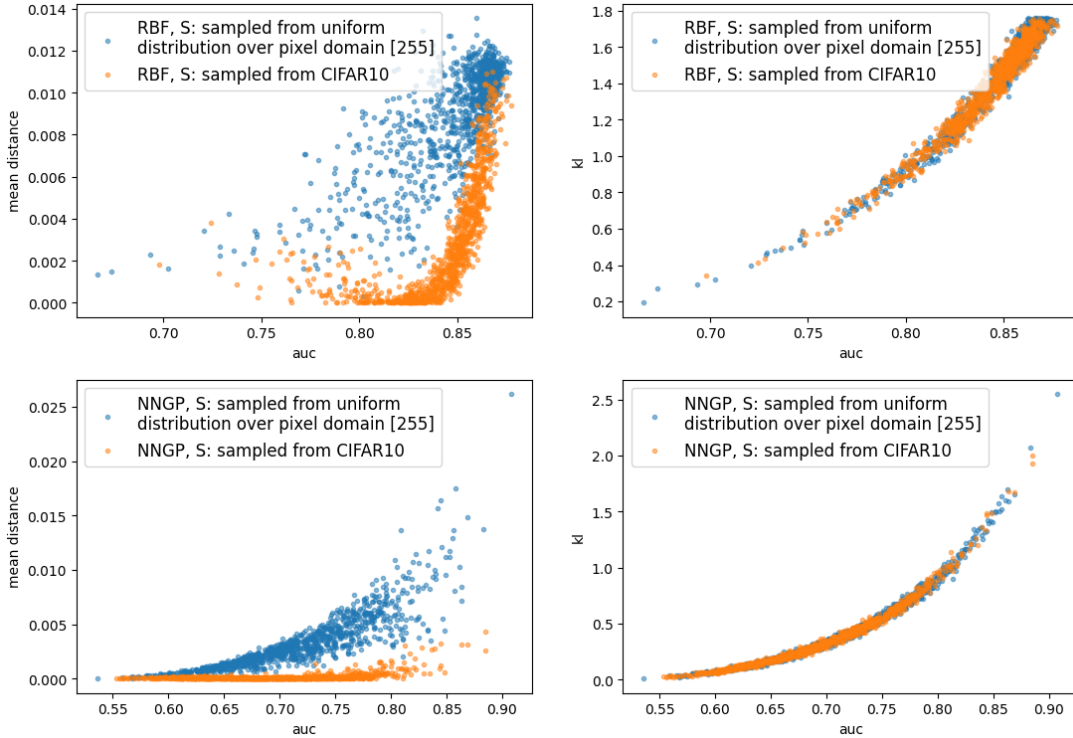 0.014
0.012
0.010
0.008
0.006
0.004
0.002
0.000
mean distance
RBF, S: sampled from uniform
distribution over pixel domain [255]
RBF, S: sampled from CIFAR10
0.70 0.75 0.80 0.85
auc
1.8
1.6
1.4
1.2
1.0
0.8
0.6
0.4
0.2
kl
RBF, S: sampled from uniform
distribution over pixel domain [255]
RBF, S: sampled from CIFAR10
0.70 0.75 0.80 0.85
auc
0.025
0.020
0.015
0.010
0.005
0.000
mean distance
NNGP, S: sampled from uniform
distribution over pixel domain [255]
NNGP, S: sampled from CIFAR10
0.55 0.60 0.65 0.70 0.75 0.80 0.85 0.90
auc
2.5
2.0
1.5
1.0
0.5
0.0
kl
NNGP, S: sampled from uniform
distribution over pixel domain [255]
NNGP, S: sampled from CIFAR10
0.55 0.60 0.65 0.70 0.75 0.80 0.85 0.90
auc